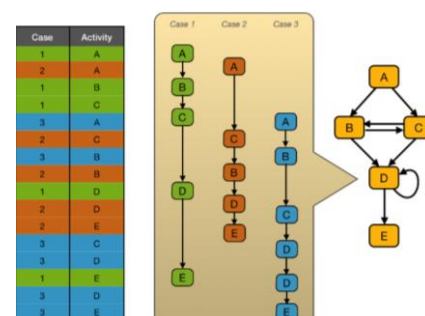 Case Activity
1 A
2 A
1 B
1 C
3 A
2 C
3 B
2 B
1 D
2 D
2 E
3 C
3 D
1 E
3 D
3 E
Case 1 Case 2 Case 3
A
B
C
D
E
A
C
B
D
E
A
B
C
D
D
E
A
B C
D
E